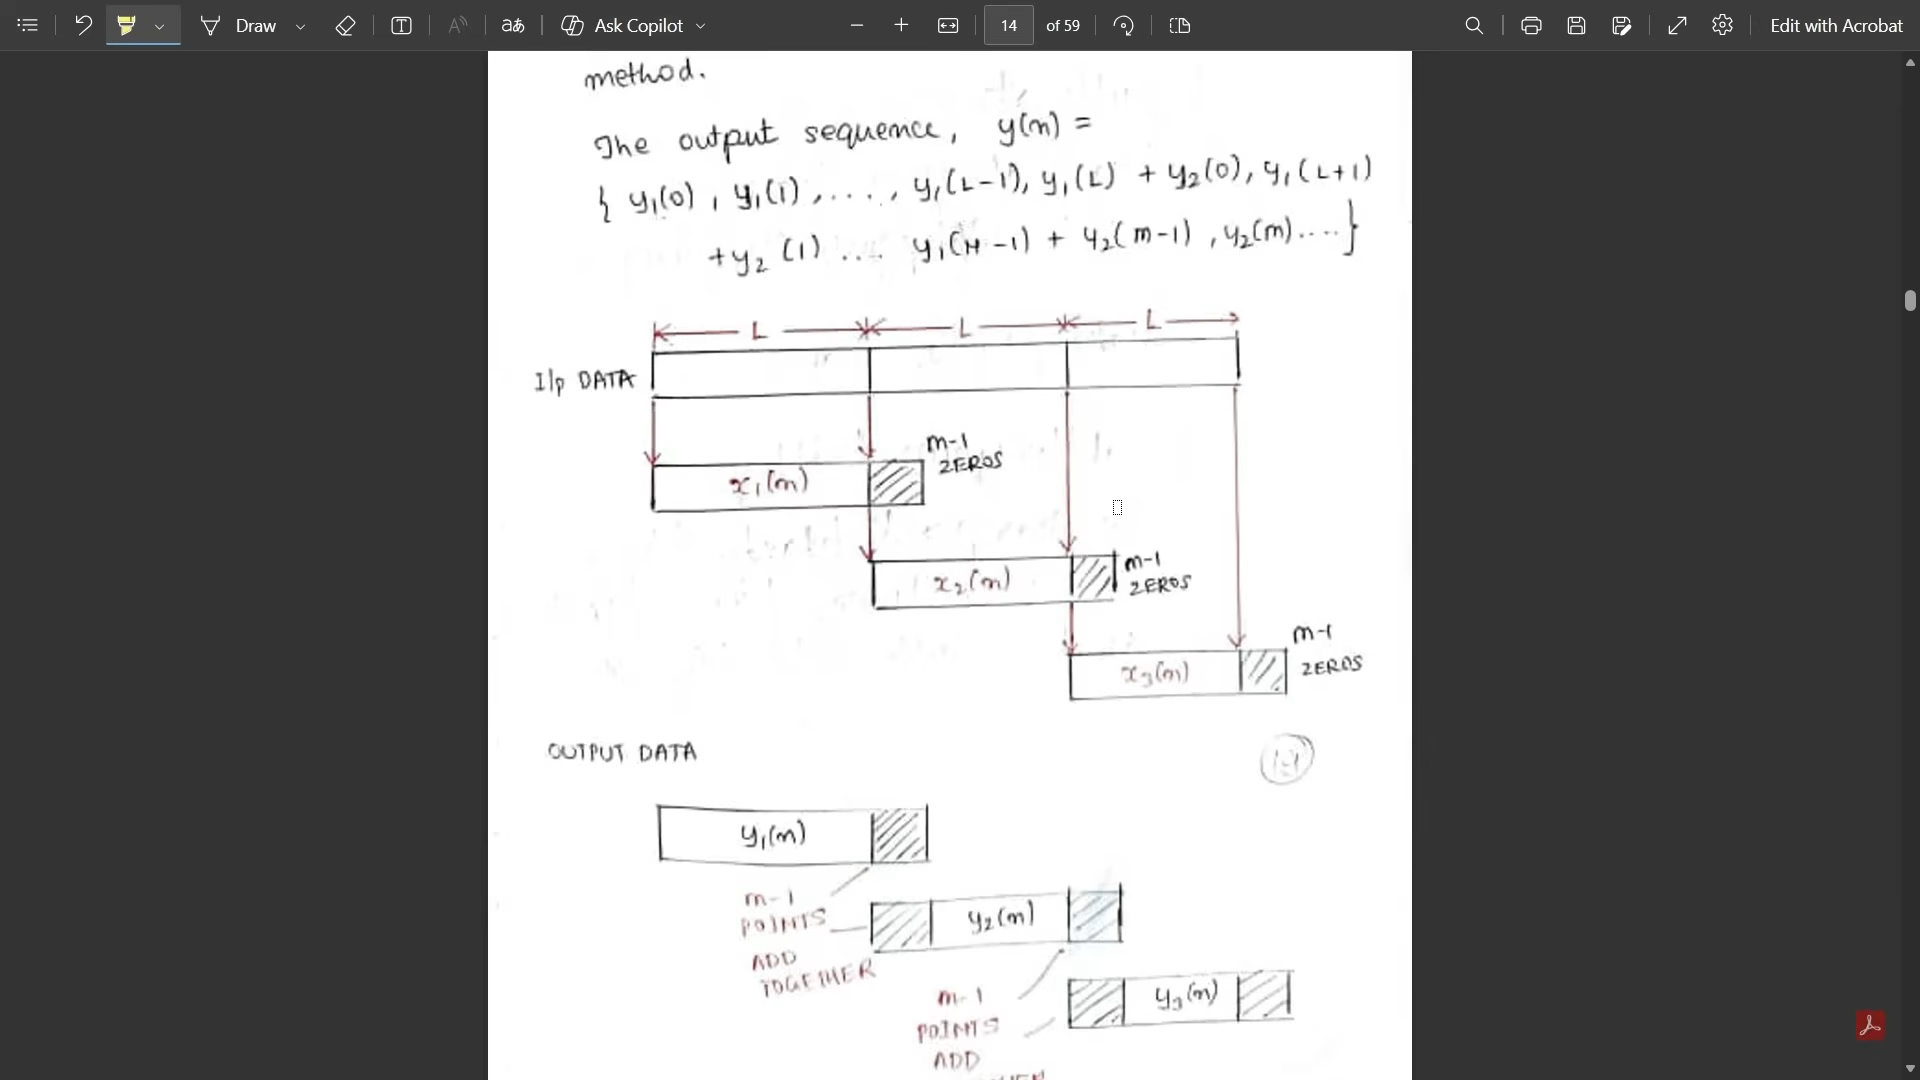 Draw
aあ
Ask Copilot
14 of 59
Edit with Acrobat
method.
The output sequence, y(n) =
{ y₁(0), y₁(1), ...., y₁(L-1), y₁(L) + y₂(0), y₁(L+1)
+y₂ (1) .... y₁(N-1) + y₂(m-1), y₂(m)....}
L L L
I/p DATA
m-1
ZEROS
x₁(n)
m-1
ZEROS
x₂(n)
m-1
ZEROS
x₃(n)
OUTPUT DATA
y₁(n)
m-1
POINTS
ADD
TOGETHER
y₂(n)
m-1
POINTS
ADD
y₃(n)